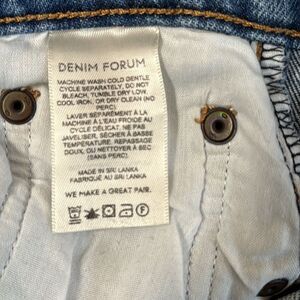 DENIM FORUM
MACHINE WASH COLD GENTLE
CYCLE SEPARATELY, DO NOT
BLEACH, TUMBLE DRY LOW,
COOL IRON, OR DRY CLEAN (NO
PERC)
LAVER SÉPARÉMENT À LA
MACHINE À L'EAU FROIDE AU
CYCLE DÉLICAT. NE PAS
JAVELISER, SÉCHER À BASSE
TEMPÉRATURE. REPASSAGE
DOUX, OU NETTOYER À SEC
(SANS PERC)
MADE IN SRI LANKA
FABRIQUÉ AU SRI LANKA
WE MAKE A GREAT PAIR.